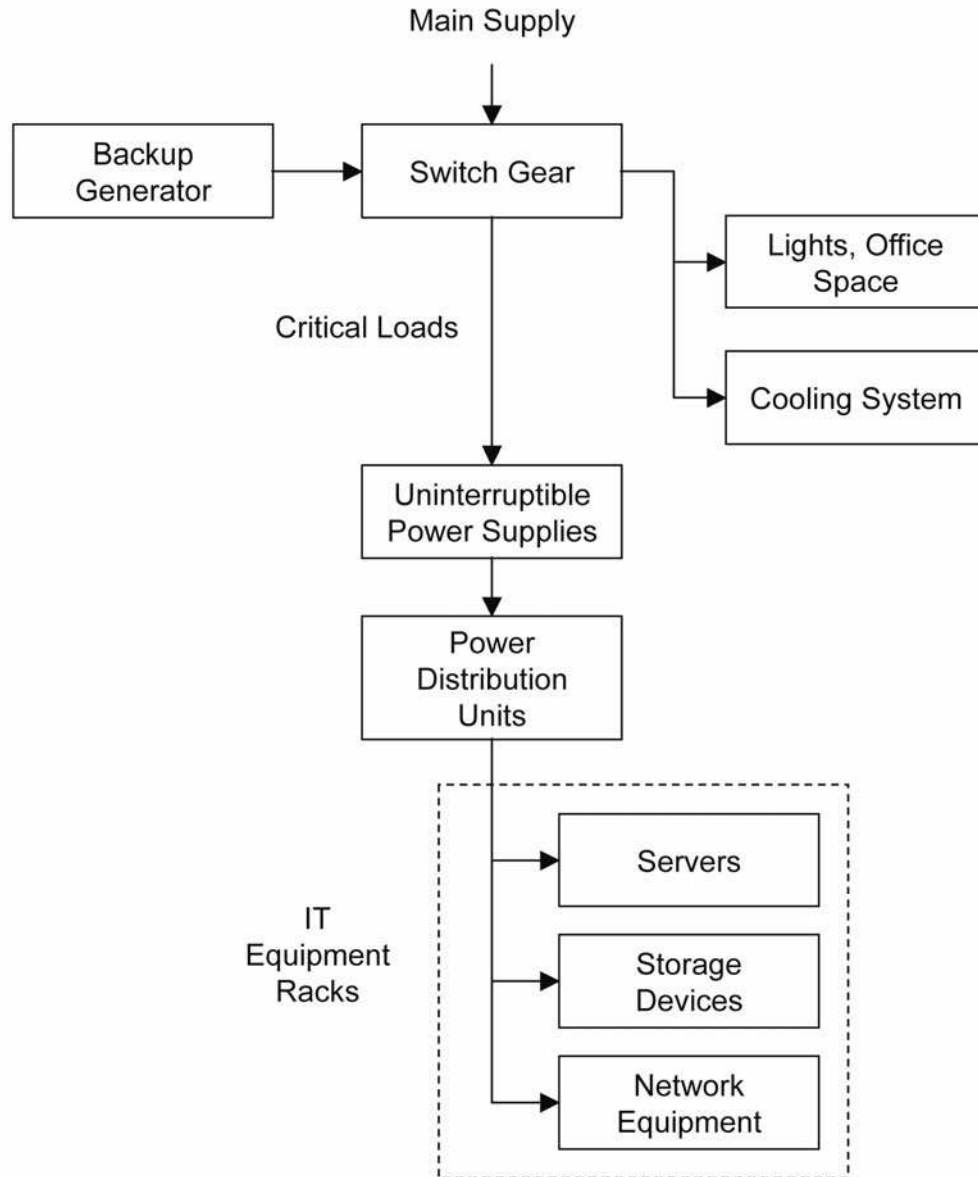 Main Supply
Backup
Generator
Switch Gear
Lights, Office
Space
Critical Loads
Cooling System
Uninterruptible
Power Supplies
Power
Distribution
Units
Servers
IT
Equipment
Racks
Storage
Devices
Network
Equipment